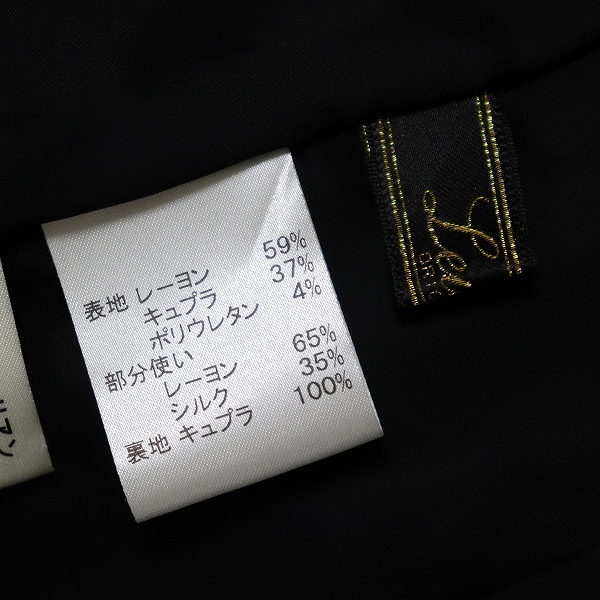 表地 レーヨン 59%
キュプラ 37%
ポリウレタン 4%
部分使い
レーヨン 65%
シルク 35%
裏地 キュプラ 100%